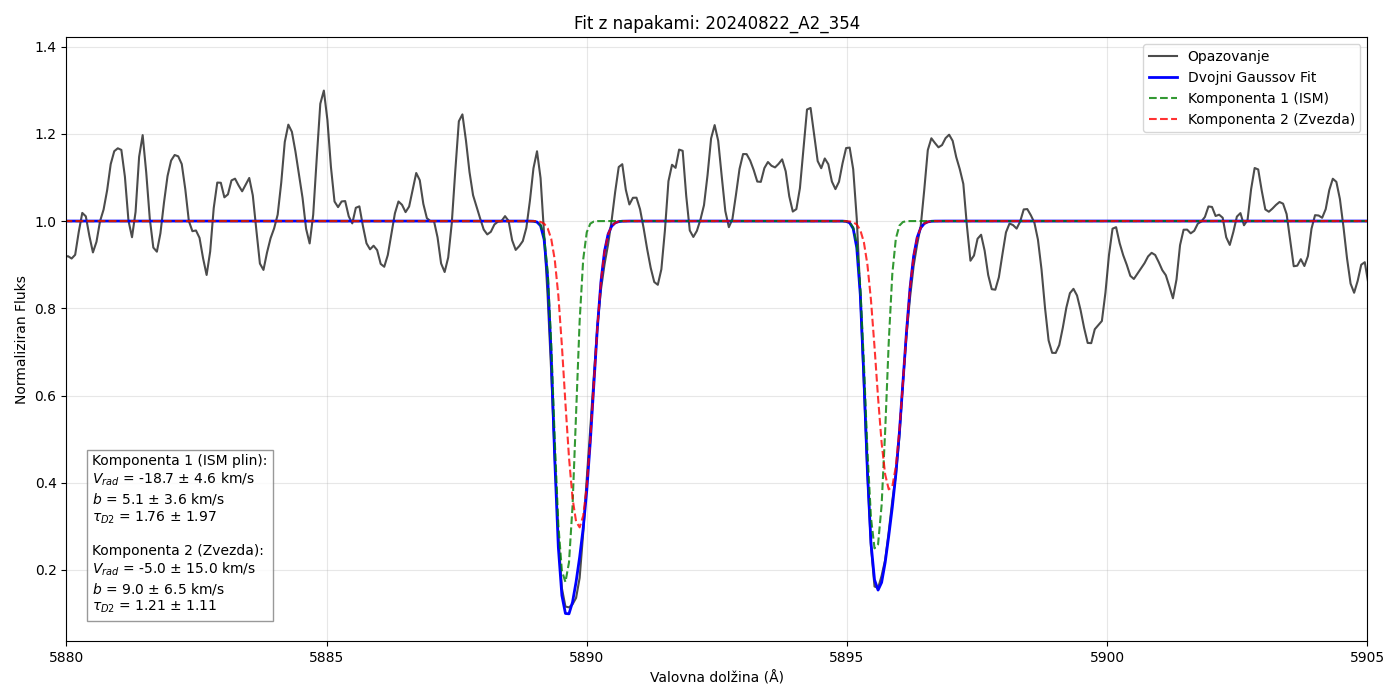 Fit z napakami: 20240822_A2_354
Normaliziran Fluks
1.4
1.2
1.0
0.8
0.6
0.4
0.2
Opazovanje
Dvojni Gaussov Fit
Komponenta 1 (ISM)
Komponenta 2 (Zvezda)
Komponenta 1 (ISM plin):
V_rad = -18.7 ± 4.6 km/s
b = 5.1 ± 3.6 km/s
τ_D2 = 1.76 ± 1.97
Komponenta 2 (Zvezda):
V_rad = -5.0 ± 15.0 km/s
b = 9.0 ± 6.5 km/s
τ_D2 = 1.21 ± 1.11
5880 5885 5890 5895 5900 5905
Valovna dolžina (Å)